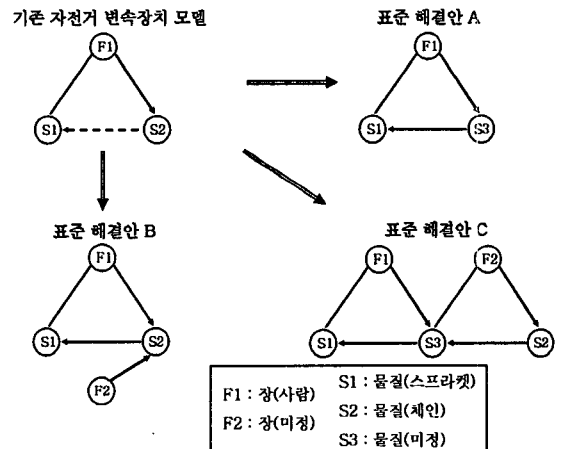 기존 자전거 변속장치 모델
표준 해결안 A
F1
F1
S1
S2
S1
S3
표준 해결안 B
표준 해결안 C
F1
F1
F2
S1
S2
S1
S3
S2
F2
F1 : 장(사람)
F2 : 장(미정)
S1 : 물질(스프라켓)
S2 : 물질(체인)
S3 : 물질(미정)